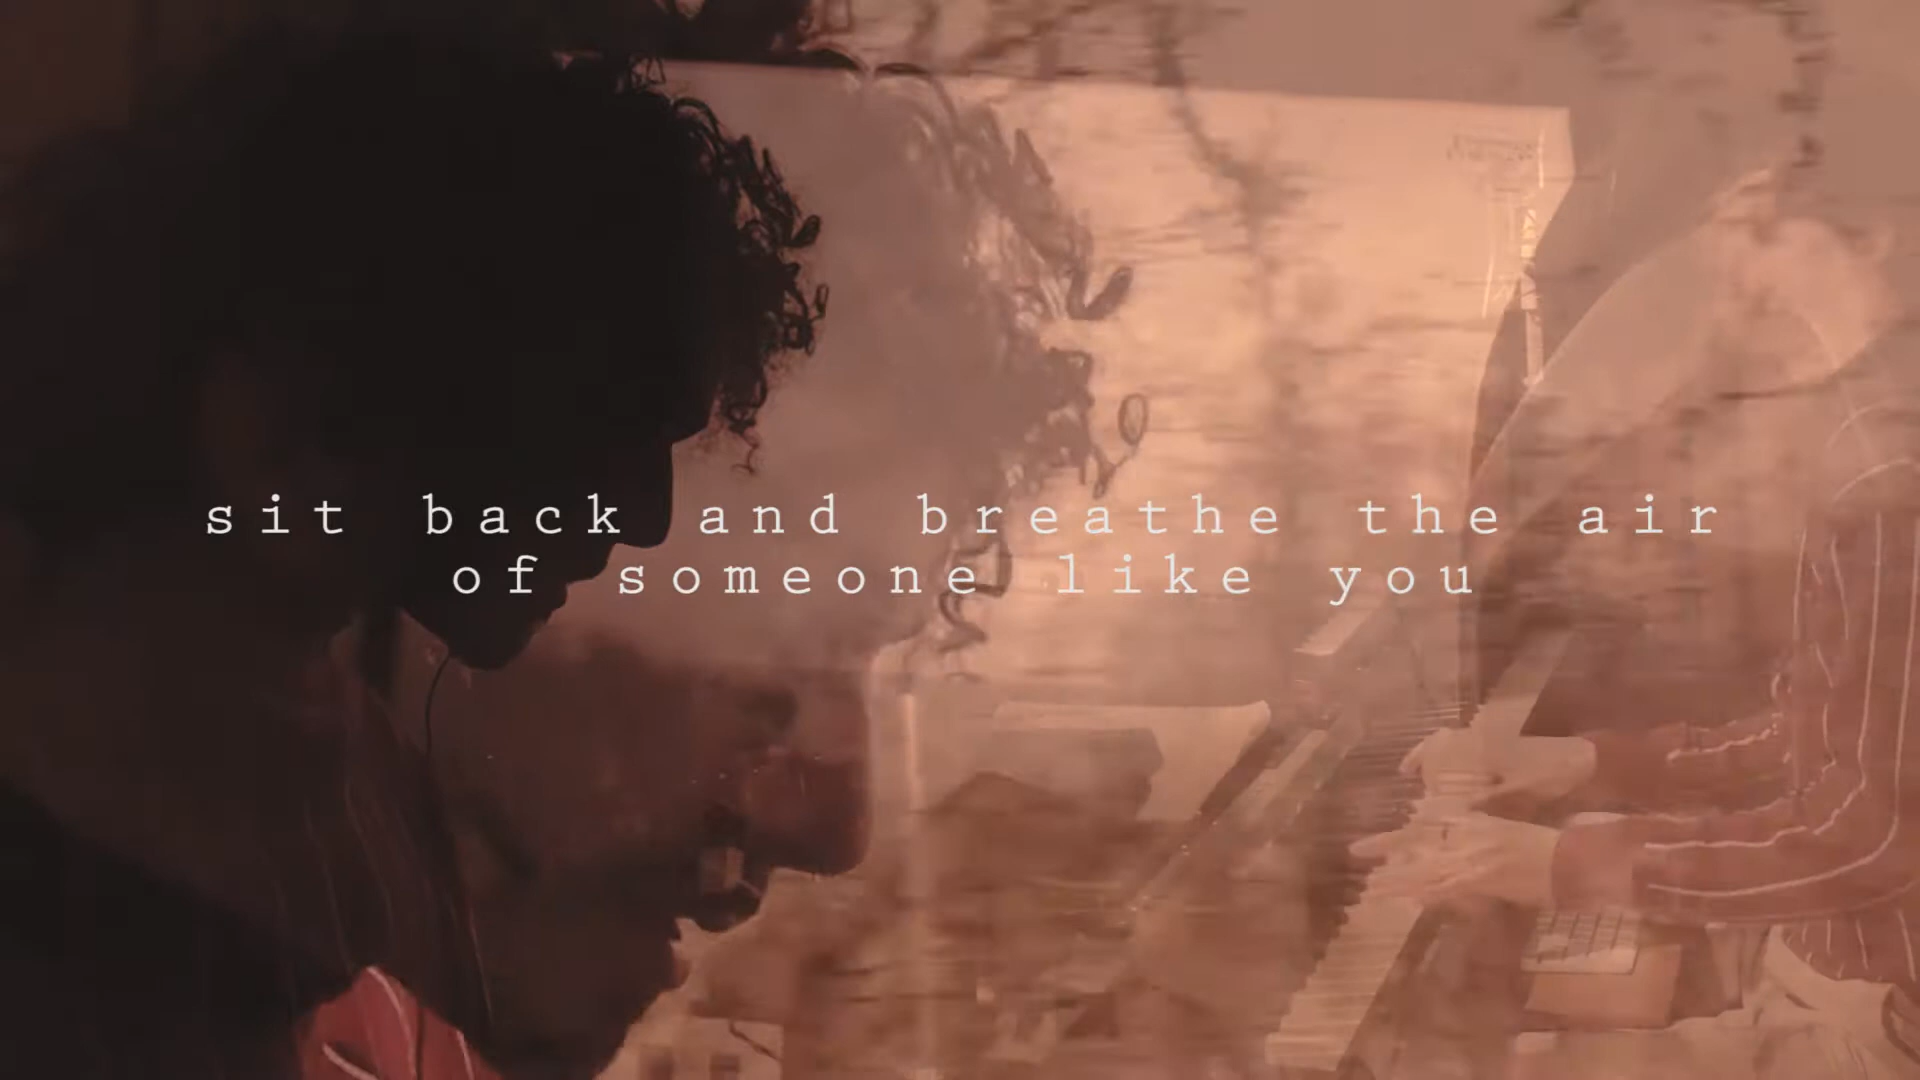 sit back and breathe the air
of someone like you